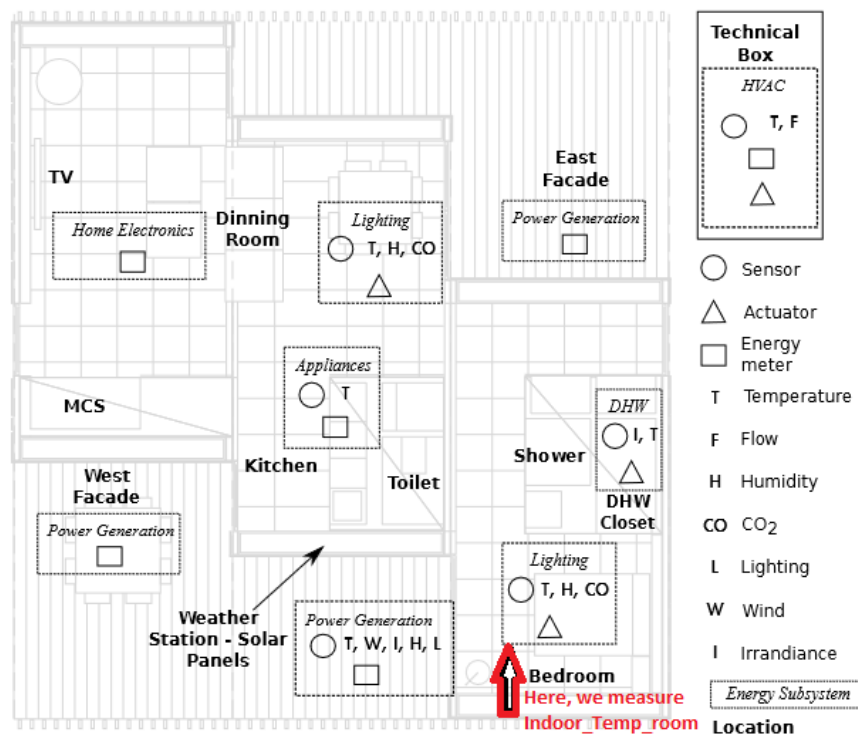 Technical
Box
HVAC
T, F
TV
Home Electronics
Dinning
Room
Lighting
T, H, CO
East
Facade
Power Generation
Sensor
Actuator
Energy
meter
T Temperature
F Flow
H Humidity
CO CO2
L Lighting
W Wind
I Irrandiance
Energy Subsystem
Location
Appliances
T
MCS
Kitchen
Toilet
DHW
I, T
Shower
DHW
Closet
West
Facade
Power Generation
Weather
Station - Solar
Panels
Power Generation
T, W, I, H, L
Lighting
T, H, CO
Bedroom
Here, we measure
Indoor_Temp_room